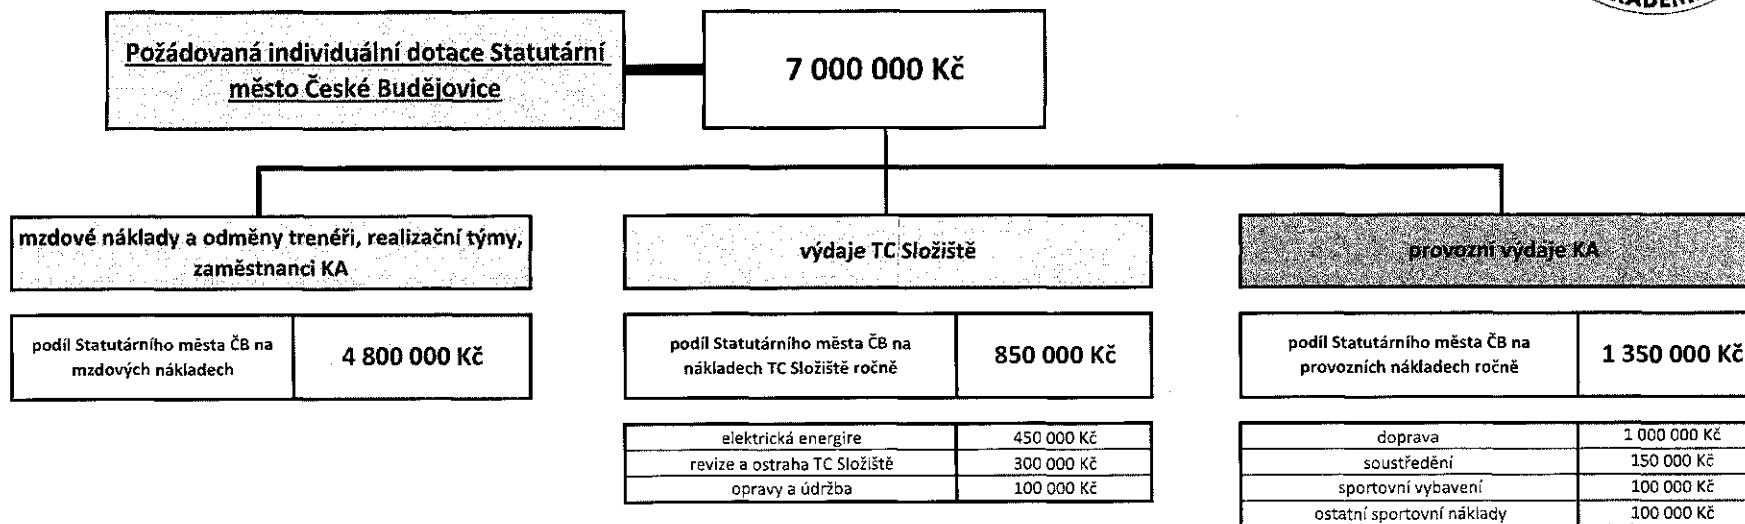 Požádovaná individuální dotace Statutární
město České Budějovice
7 000 000 Kč
mzdové náklady a odměny trenéři, realizační týmy,
zaměstnanci KA
podíl Statutárního města ČB na
mzdových nákladech
4 800 000 Kč
výdaje TC Složiště
podíl Statutárního města ČB na
nákladech TC Složiště ročně
850 000 Kč
elektrická energire 450 000 Kč
revize a ostraha TC Složiště 300 000 Kč
opravy a údržba 100 000 Kč
provozní výdaje KA
podíl Statutárního města ČB na
provozních nákladech ročně
1 350 000 Kč
doprava 1 000 000 Kč
soustředění 150 000 Kč
sportovní vybavení 100 000 Kč
ostatní sportovní náklady 100 000 Kč